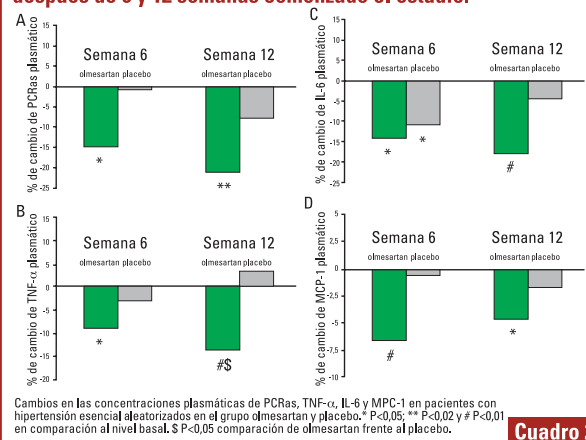 después de 6 y 12 semanas comenzado el estudio.
A
% de cambio de PCRas plasmático
15
10
5
0
-5
-10
-15
-20
-25
Semana 6
olmesartan placebo
*
Semana 12
olmesartan placebo
**
C
% de cambio de IL-6 plasmático
15
10
5
0
-5
-10
-15
-20
-25
Semana 6
olmesartan placebo
*
*
Semana 12
olmesartan placebo
#
B
% de cambio de TNF-α plasmático
15
10
5
0
-5
-10
-15
-20
Semana 6
olmesartan placebo
*
Semana 12
olmesartan placebo
#$
D
% de cambio de MCP-1 plasmático
5
2,5
0
-2,5
-5
-7,5
-10
Semana 6
olmesartan placebo
#
Semana 12
olmesartan placebo
*
Cambios en las concentraciones plasmáticas de PCRas, TNF-α, IL-6 y MPC-1 en pacientes con
hipertensión esencial aleatorizados en el grupo olmesartan y placebo.* P<0,05; ** P<0,02 y # P<0,01
en comparación al nivel basal. $ P<0,05 comparación de olmesartan frente al placebo.
Cuadro